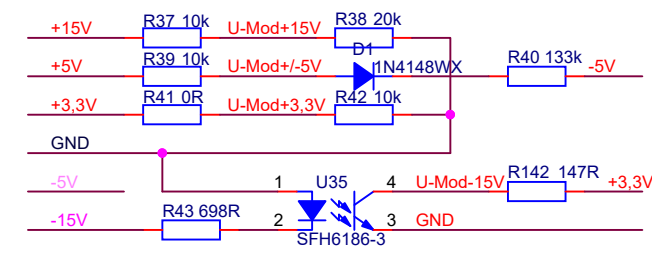 R37 10k R38 20k
+15V U-Mod+15V
D1
R39 10k R40 133k
+5V U-Mod+/-5V 1N4148WX -5V
R41 0R R42 10k
+3,3V U-Mod+3,3V
GND
R142 147R
-5V 1 U35 4 U-Mod-15V +3,3V
R43 698R
-15V 2 3 GND
SFH6186-3